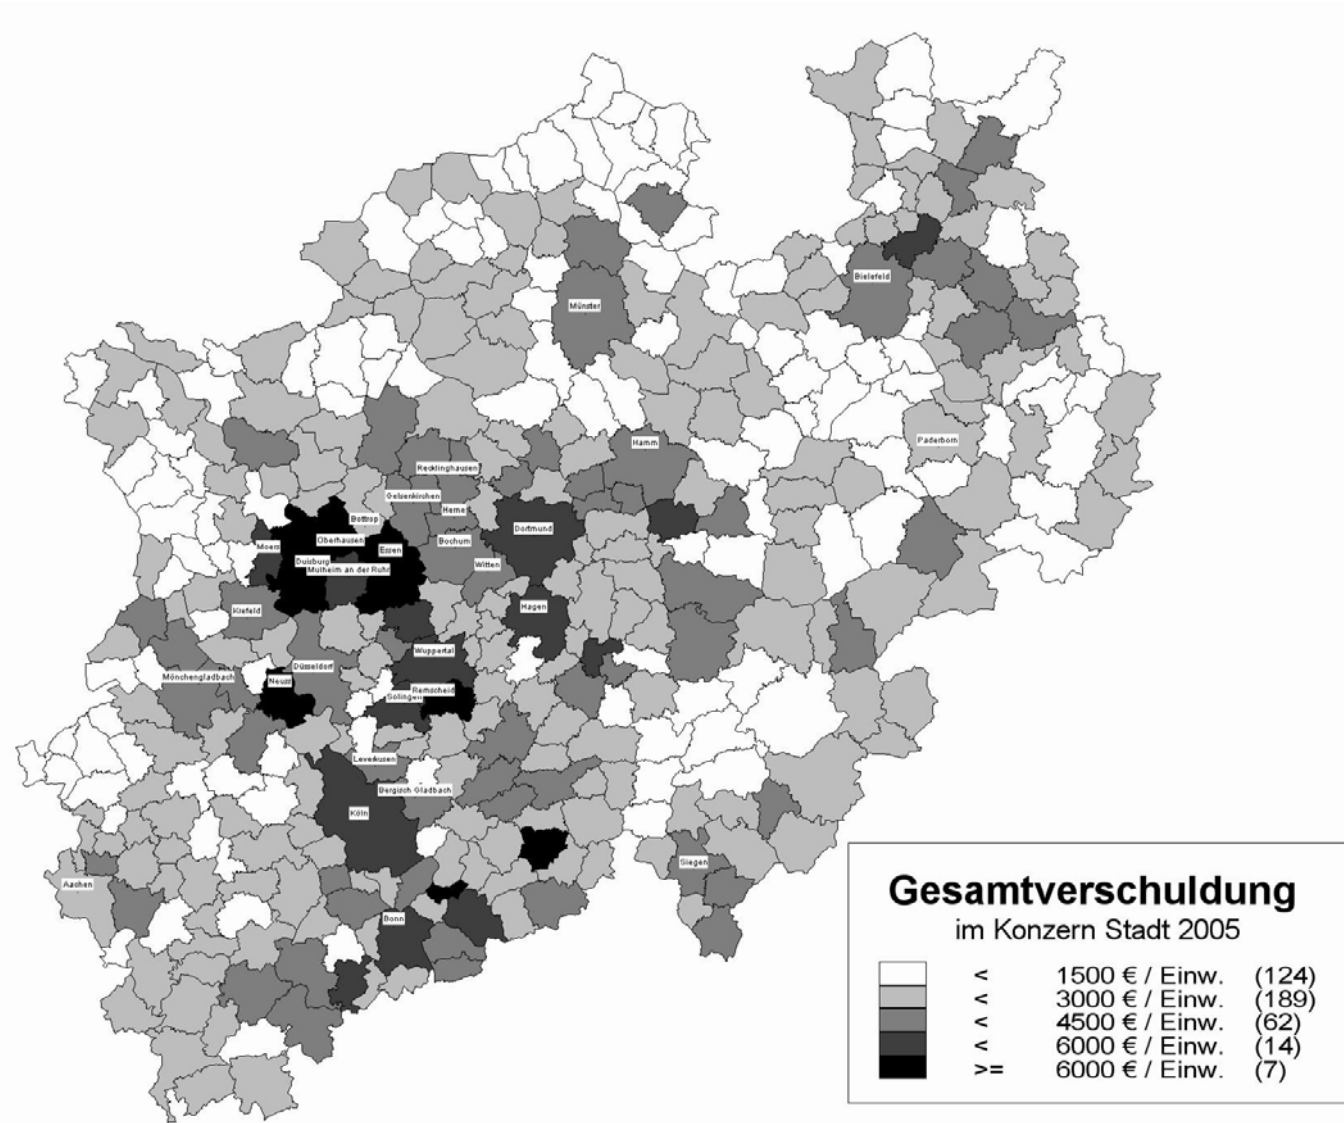 Bielefeld
Münster
Paderborn
Hamm
Recklinghausen
Gelsenkirchen
Herne
Bottrop
Dortmund
Oberhausen
Moers
Essen
Bochum
Duisburg
Mülheim an der Ruhr
Witten
Hagen
Krefeld
Wuppertal
Düsseldorf
Mönchengladbach
Neuss
Remscheid
Solingen
Leverkusen
Bergisch Gladbach
Köln
Siegen
Aachen
Bonn
Gesamtverschuldung
im Konzern Stadt 2005
< 1500 € / Einw. (124)
< 3000 € / Einw. (189)
< 4500 € / Einw. (62)
< 6000 € / Einw. (14)
>= 6000 € / Einw. (7)